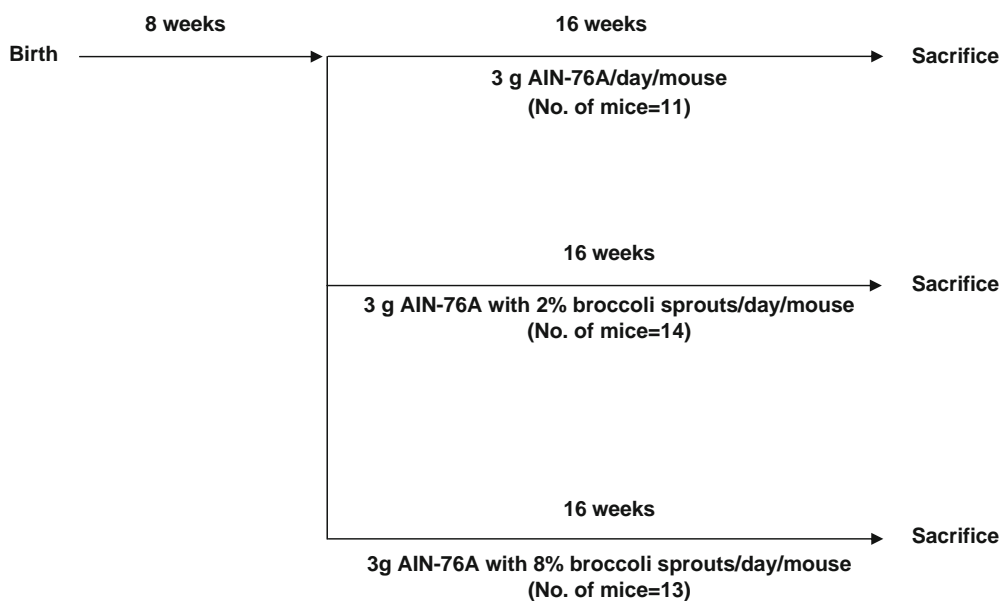 8 weeks
16 weeks
Birth
Sacrifice
3 g AIN-76A/day/mouse
(No. of mice=11)
16 weeks
Sacrifice
3 g AIN-76A with 2% broccoli sprouts/day/mouse
(No. of mice=14)
16 weeks
Sacrifice
3g AIN-76A with 8% broccoli sprouts/day/mouse
(No. of mice=13)